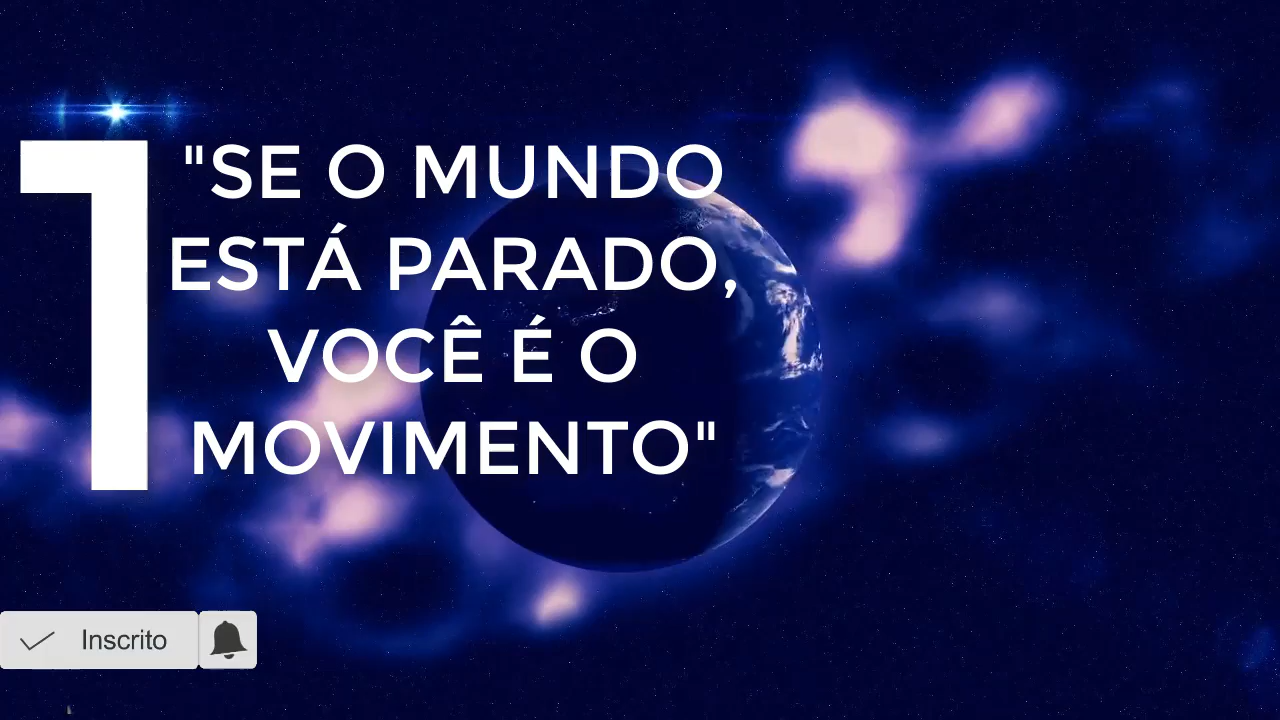 1
"SE O MUNDO
ESTÁ PARADO,
VOCÊ É O
MOVIMENTO"
Inscrito